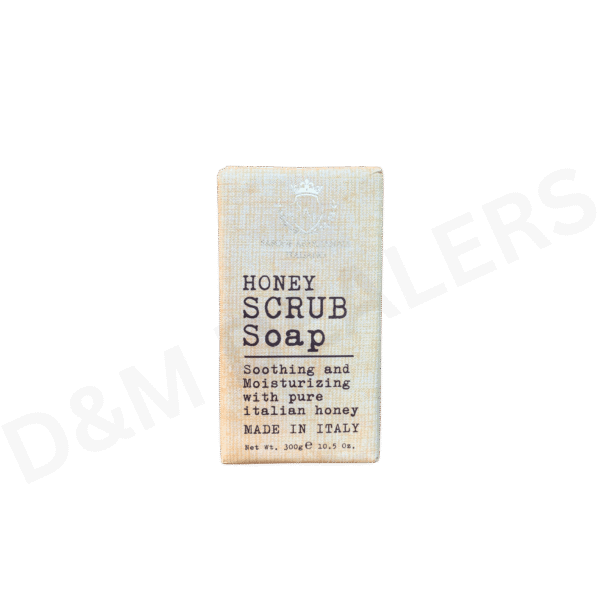 HONEY
SCRUB
Soap
Soothing and
Moisturizing
with pure
italian honey
MADE IN ITALY
Net Wt. 300g℮ 10.5 Oz.
D&M DEALERS